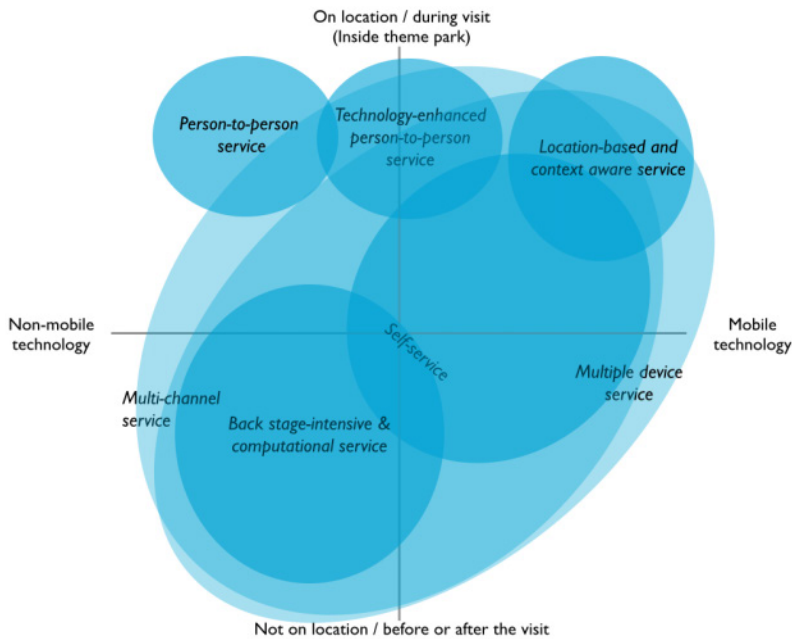 On location / during visit
(Inside theme park)
Person-to-person
service
Technology-enhanced
person-to-person
service
Location-based and
context aware service
Non-mobile
technology
Mobile
technology
Self-service
Multi-channel
service
Multiple device
service
Back stage-intensive &
computational service
Not on location / before or after the visit